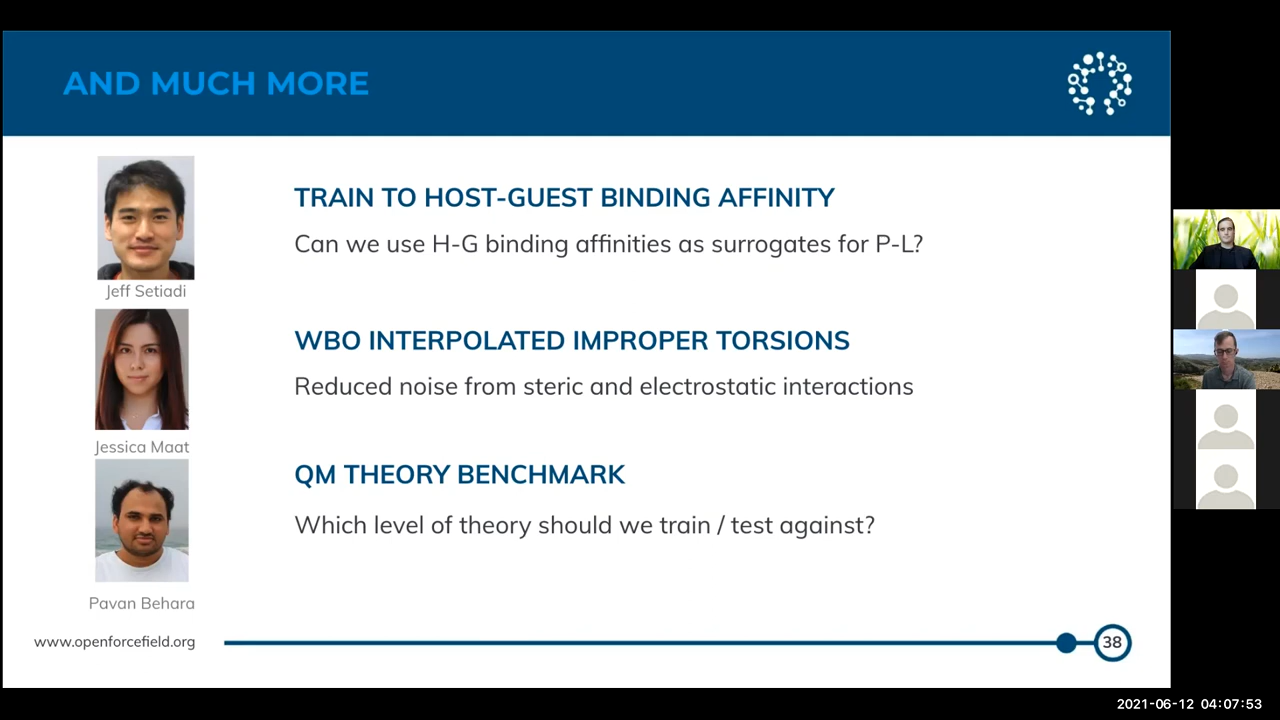 AND MUCH MORE
TRAIN TO HOST-GUEST BINDING AFFINITY
Can we use H-G binding affinities as surrogates for P-L?
Jeff Setiadi
WBO INTERPOLATED IMPROPER TORSIONS
Reduced noise from steric and electrostatic interactions
Jessica Maat
QM THEORY BENCHMARK
Which level of theory should we train / test against?
Pavan Behara
www.openforcefield.org
38
2021-06-12 04:07:53